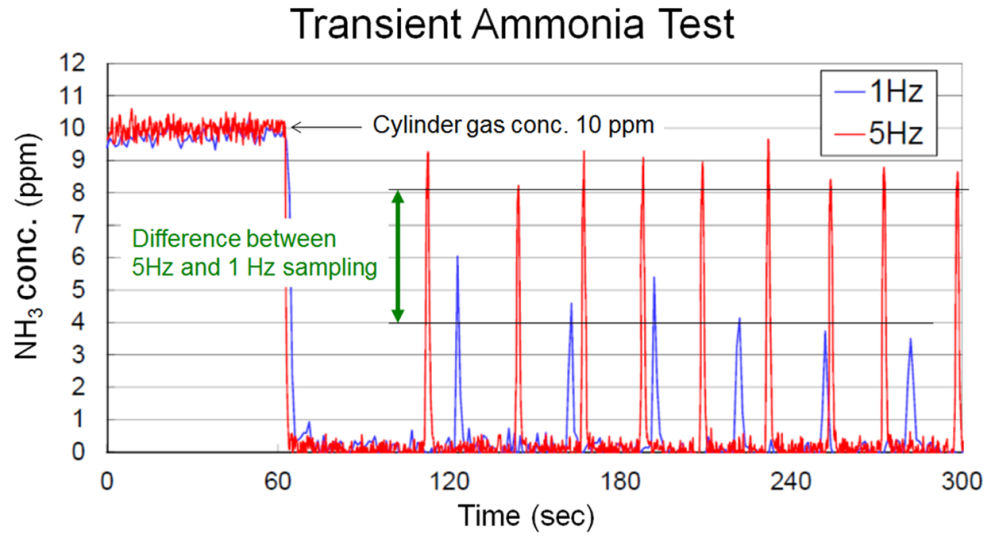 Transient Ammonia Test
12
11
10
9
8
7
6
5
4
3
2
1
0
NH₃ conc. (ppm)
1Hz
5Hz
Cylinder gas conc. 10 ppm
Difference between
5Hz and 1 Hz sampling
0
60
120
180
240
300
Time (sec)